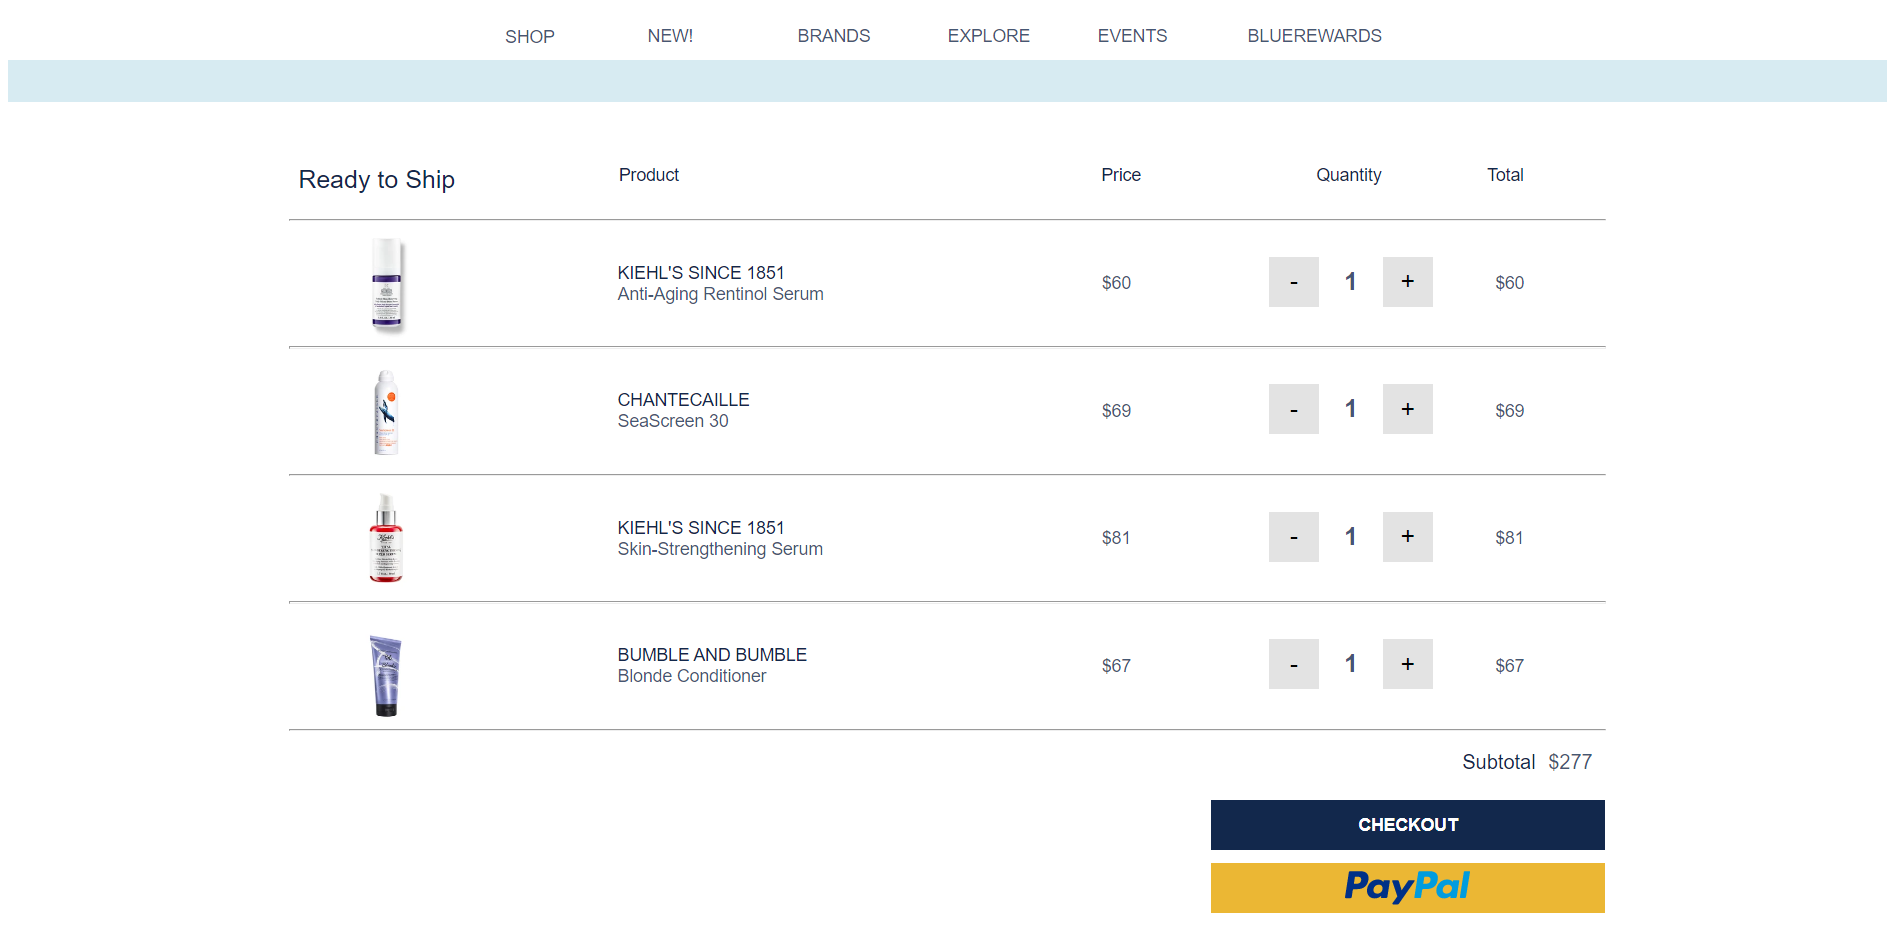 SHOP NEW! BRANDS EXPLORE EVENTS BLUEREWARDS
Ready to Ship Product Price Quantity Total
KIEHL'S SINCE 1851
Anti-Aging Rentinol Serum
$60 - 1 + $60
CHANTECAILLE
SeaScreen 30
$69 - 1 + $69
KIEHL'S SINCE 1851
Skin-Strengthening Serum
$81 - 1 + $81
BUMBLE AND BUMBLE
Blonde Conditioner
$67 - 1 + $67
Subtotal $277
CHECKOUT
PayPal